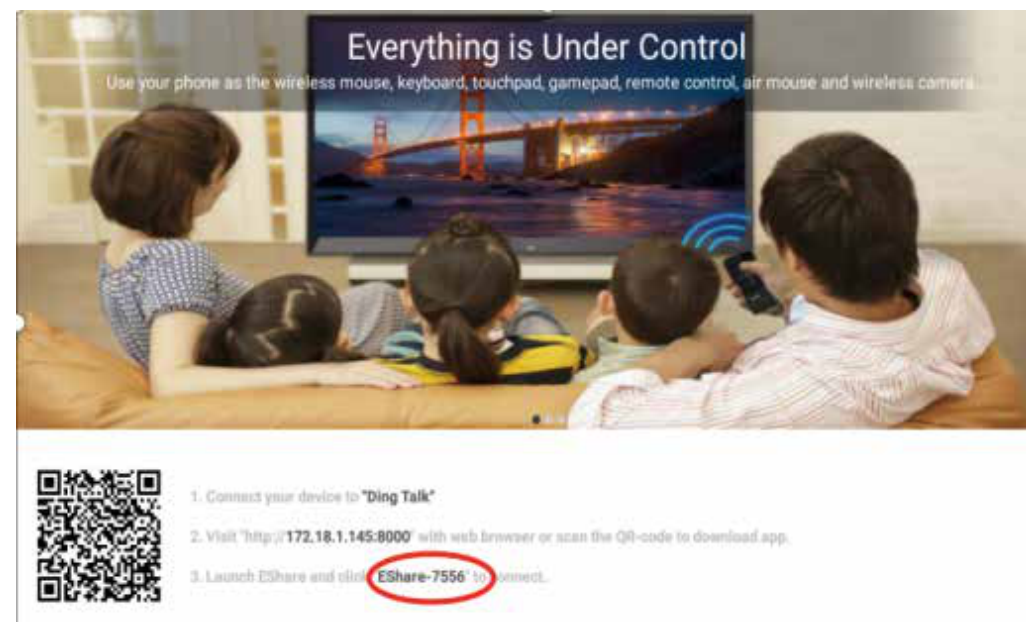 Everything is Under Control
Use your phone as the wireless mouse, keyboard, touchpad, gamepad, remote control, air mouse and wireless camera.
1. Connect your device to "Ding Talk"
2. Visit "http://172.18.1.145:8000" with web browser or scan the QR-code to download app.
3. Launch EShare and click "EShare-7556" to connect.